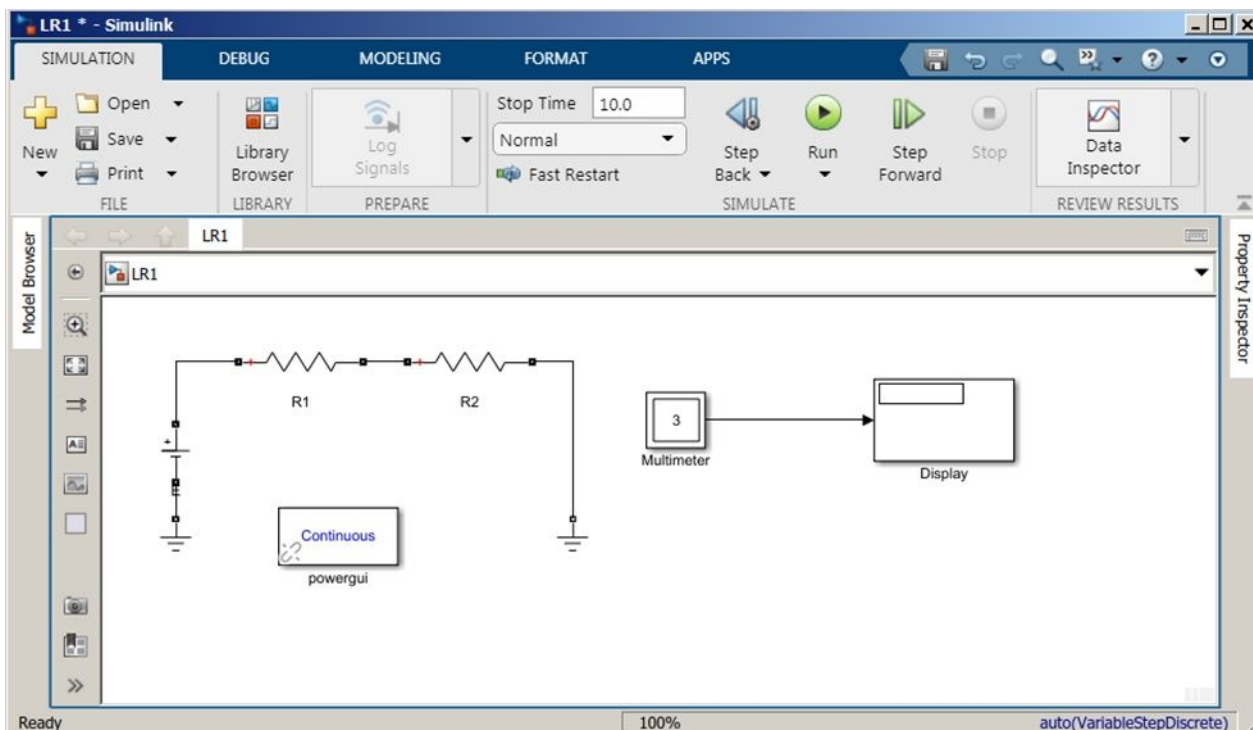 LR1 * - Simulink
SIMULATION DEBUG MODELING FORMAT APPS
New
Open
Save
Print
FILE
Library
Browser
LIBRARY
Log
Signals
PREPARE
Stop Time 10.0
Normal
Fast Restart
Step
Back
Run
Step
Forward
Stop
SIMULATE
Data
Inspector
REVIEW RESULTS
Model Browser
LR1
LR1
Property Inspector
R1
R2
+
E
Continuous
powergui
3
Multimeter
Display
Ready 100% auto(VariableStepDiscrete)